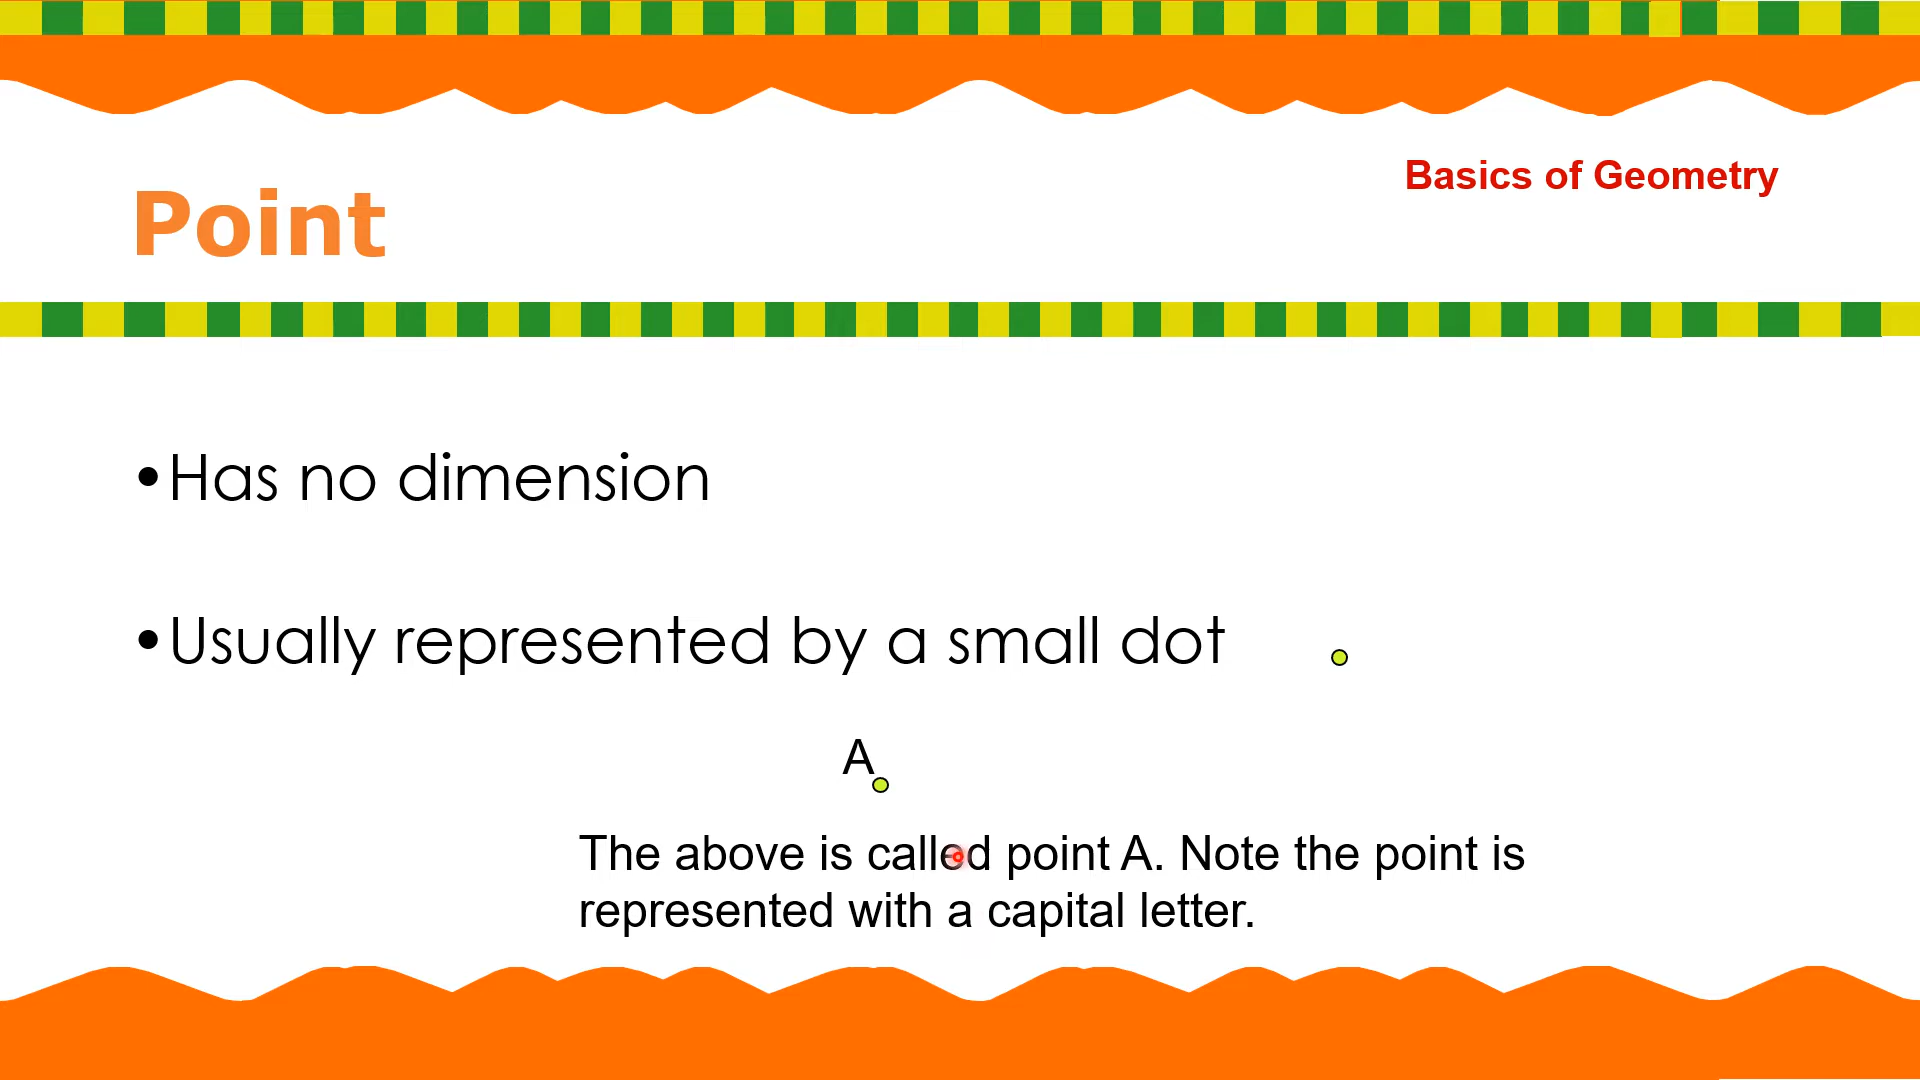 Basics of Geometry
Point
•Has no dimension
•Usually represented by a small dot
A
The above is called point A. Note the point is
represented with a capital letter.